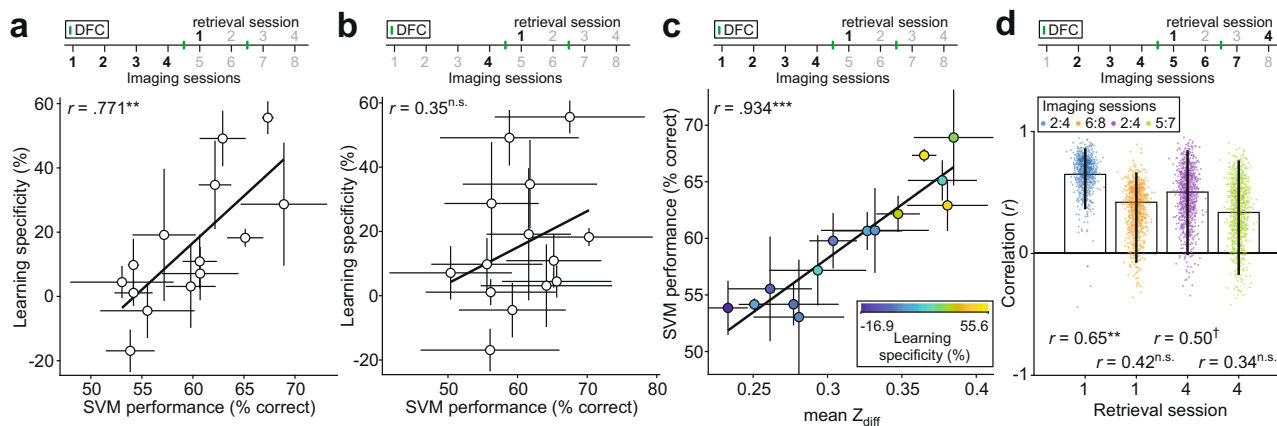 a
DFC
retrieval session
1 2 3 4
1 2 3 4 5 6 7 8
Imaging sessions
r = .771**
Learning specificity (%)
60
40
20
0
-20
50 55 60 65 70
SVM performance (% correct)
b
DFC
retrieval session
1 2 3 4
1 2 3 4 5 6 7 8
Imaging sessions
r = 0.35n.s.
Learning specificity (%)
60
40
20
0
-20
40 50 60 70 80
SVM performance (% correct)
c
DFC
retrieval session
1 2 3 4
1 2 3 4 5 6 7 8
Imaging sessions
r = .934***
SVM performance (% correct)
70
65
60
55
50
-16.9 55.6
Learning
specificity (%)
0.25 0.3 0.35 0.4
mean Zdiff
d
DFC
retrieval session
1 2 3 4
1 2 3 4 5 6 7 8
Imaging sessions
Imaging sessions
2:4 6:8 2:4 5:7
Correlation (r)
1
0
-1
r = 0.65** r = 0.50†
r = 0.42n.s. r = 0.34n.s.
1 1 4 4
Retrieval session